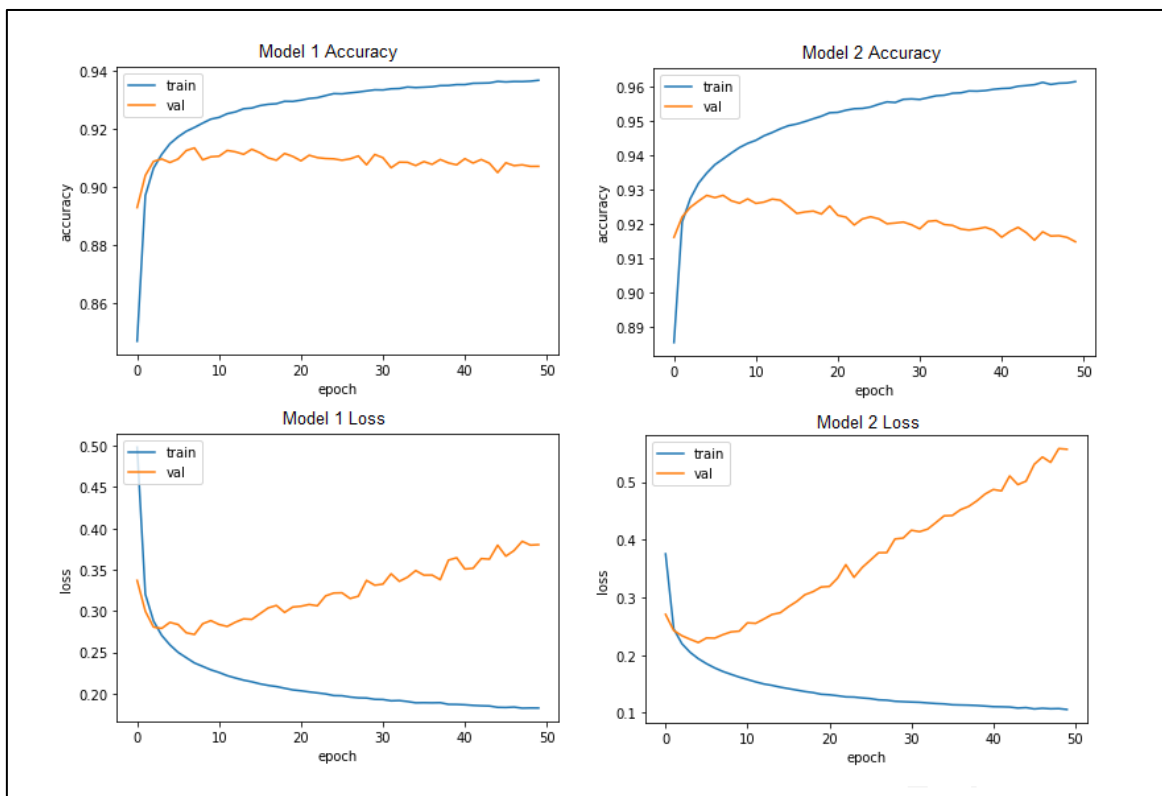 Model 1 Accuracy
0.94
0.92
0.90
0.88
0.86
accuracy
train
val
0 10 20 30 40 50
epoch
Model 2 Accuracy
0.96
0.95
0.94
0.93
0.92
0.91
0.90
0.89
accuracy
train
val
0 10 20 30 40 50
epoch
Model 1 Loss
0.50
0.45
0.40
0.35
0.30
0.25
0.20
loss
train
val
0 10 20 30 40 50
epoch
Model 2 Loss
0.5
0.4
0.3
0.2
0.1
loss
train
val
0 10 20 30 40 50
epoch